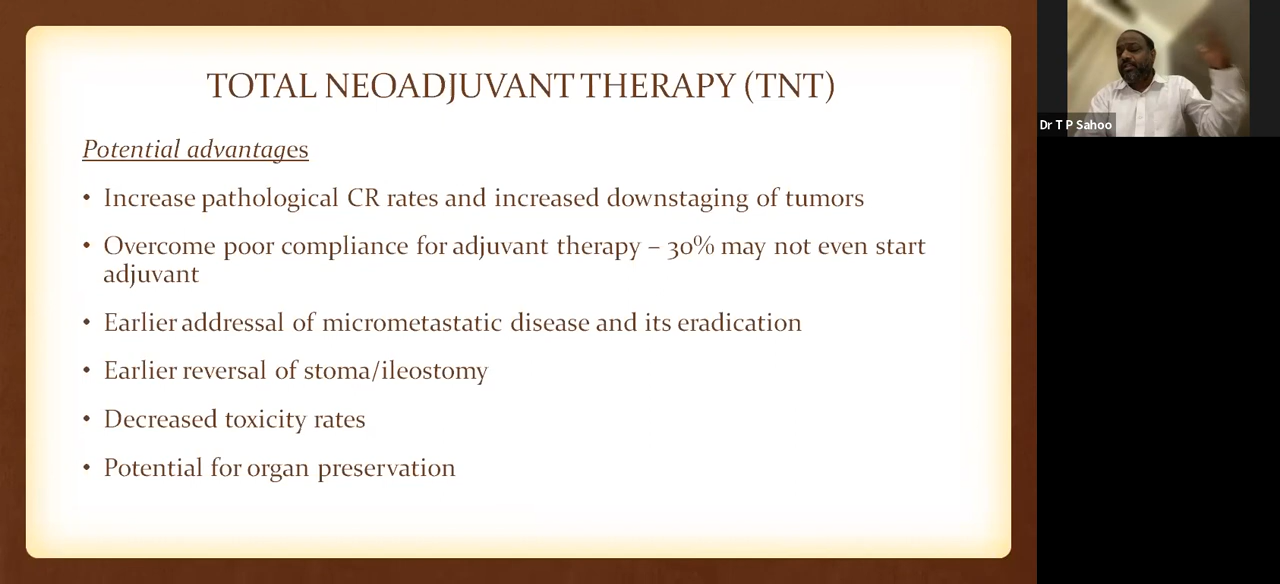 TOTAL NEOADJUVANT THERAPY (TNT)
Potential advantages
• Increase pathological CR rates and increased downstaging of tumors
• Overcome poor compliance for adjuvant therapy – 30% may not even start
adjuvant
• Earlier addressal of micrometastatic disease and its eradication
• Earlier reversal of stoma/ileostomy
• Decreased toxicity rates
• Potential for organ preservation
Dr T P Sahoo